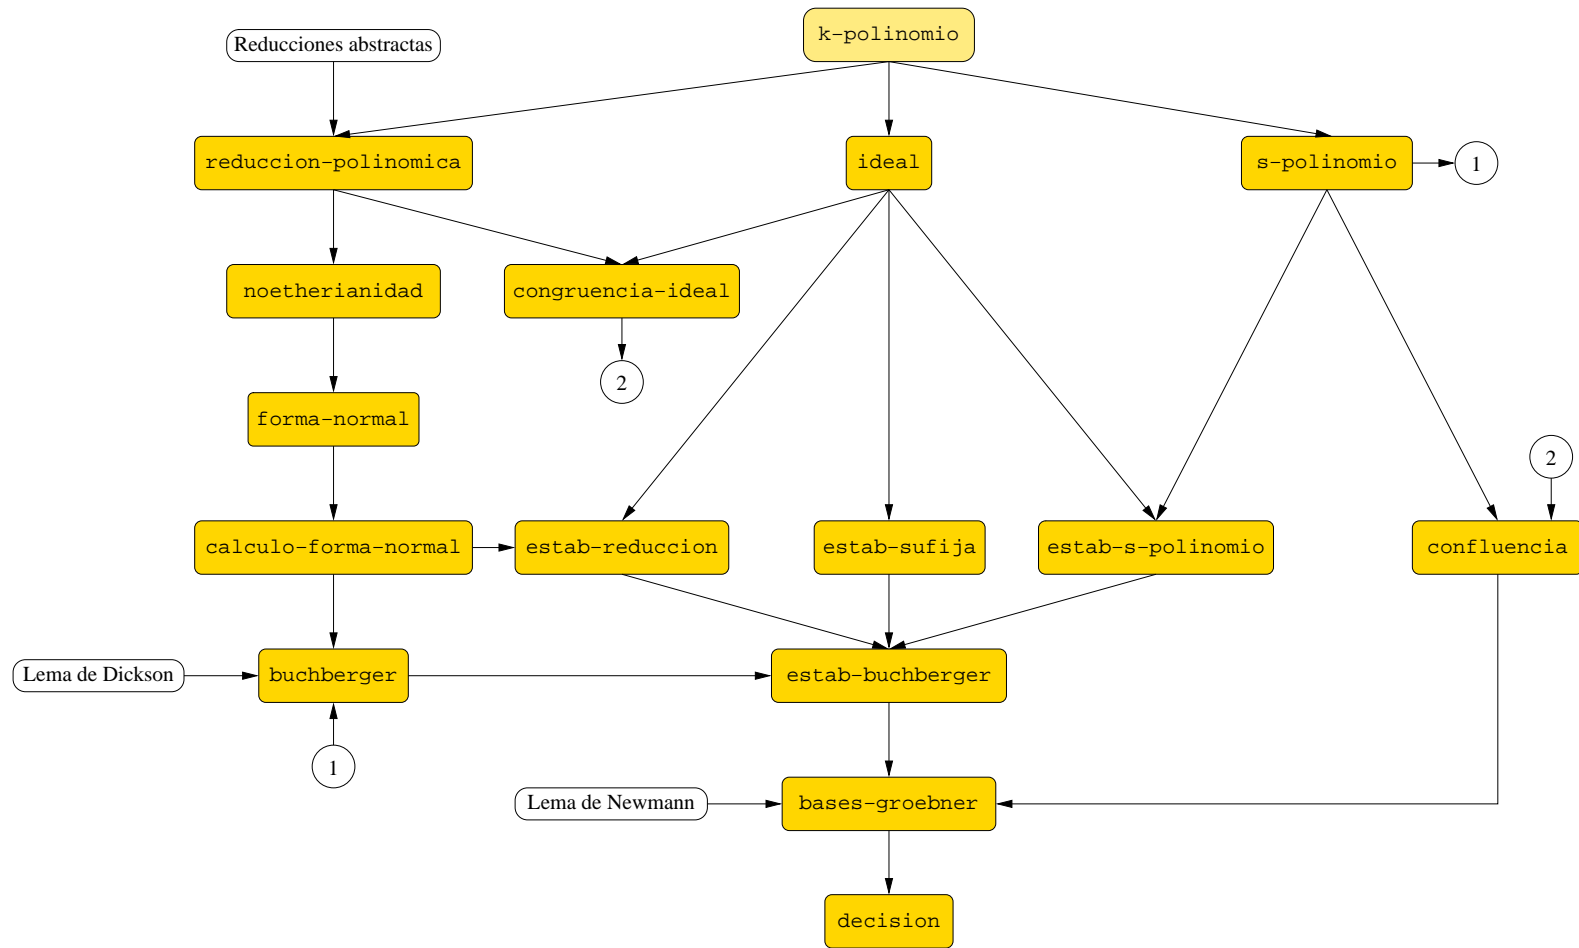 k-polinomio
Reducciones abstractas
reduccion-polinomica
ideal
s-polinomio
1
noetherianidad
congruencia-ideal
2
forma-normal
2
calculo-forma-normal
estab-reduccion
estab-sufija
estab-s-polinomio
confluencia
Lema de Dickson
buchberger
estab-buchberger
1
Lema de Newmann
bases-groebner
decision